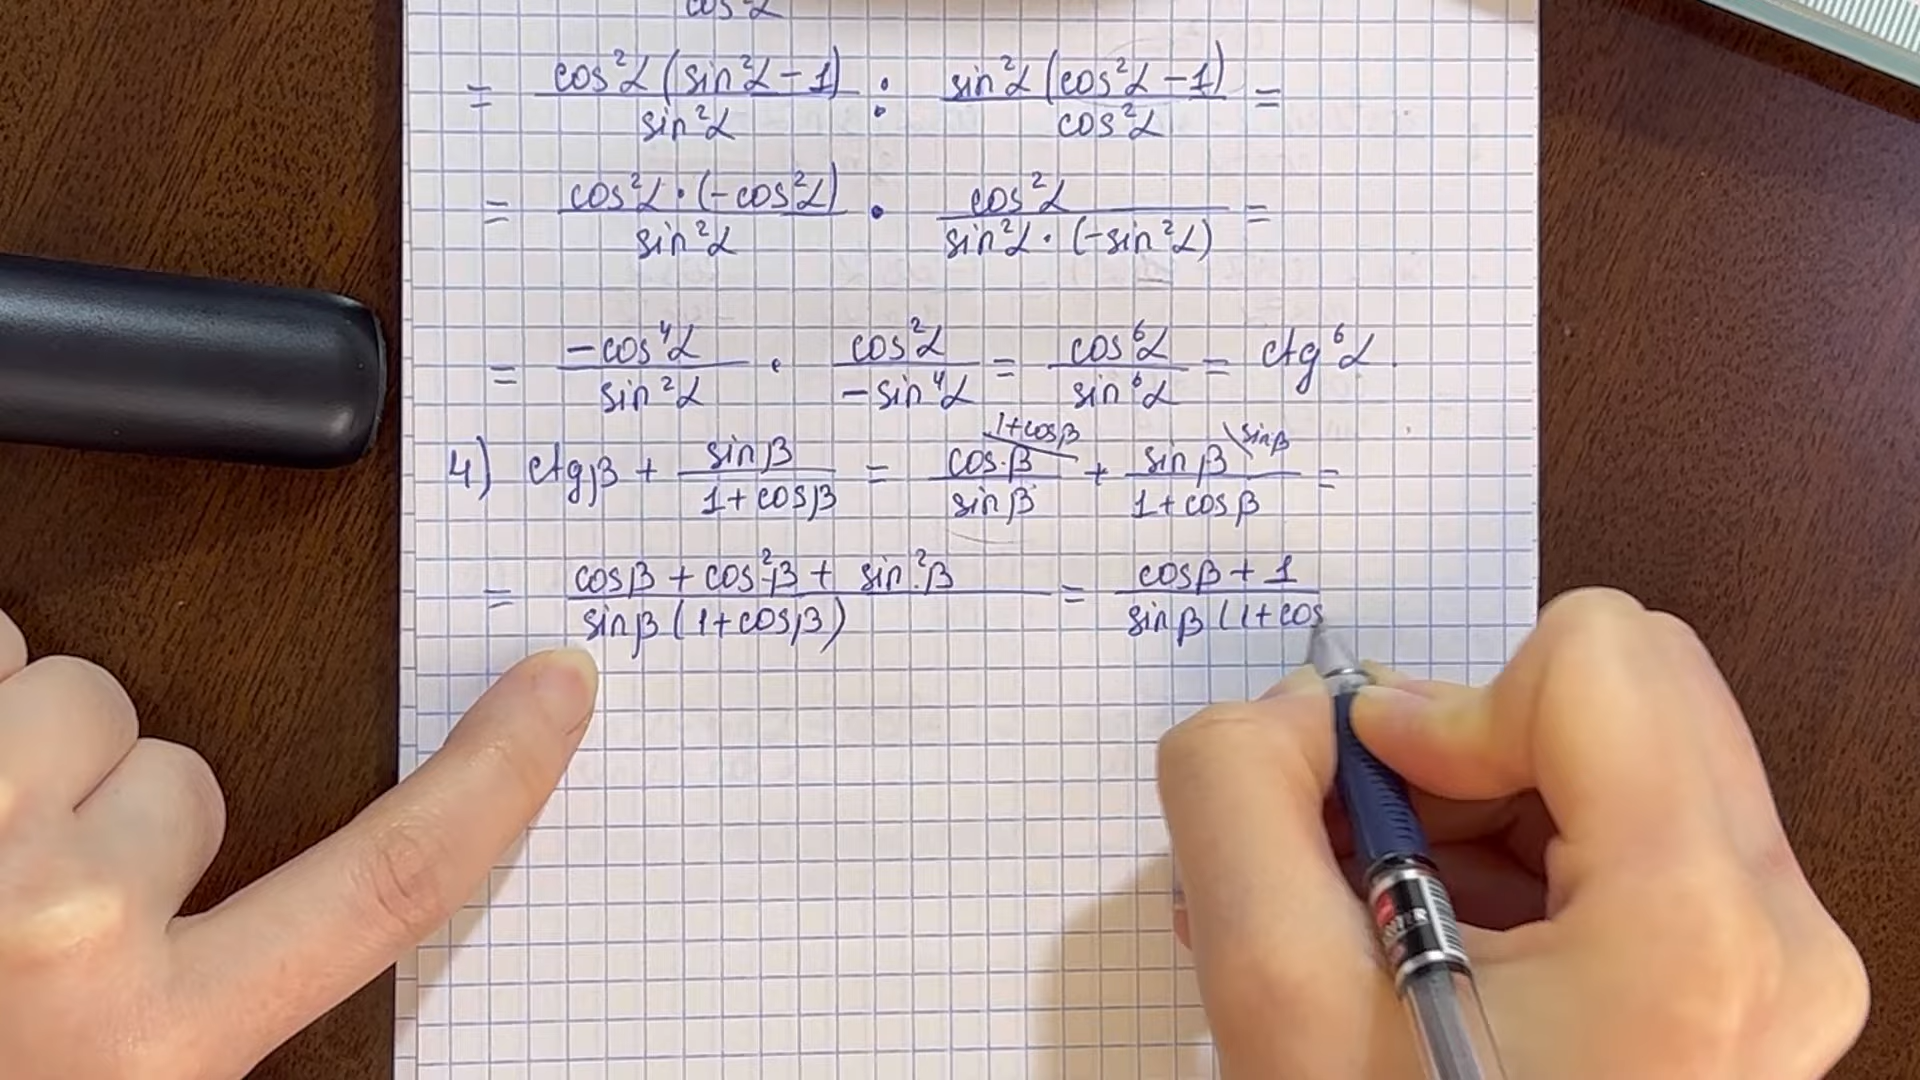 = cos²α(sin²α-1)/sin²α : sin²α(cos²α-1)/cos²α =
= cos²α·(-cos²α)/sin²α · cos²α/sin²α·(-sin²α) =
= -cos⁴α/sin²α · cos²α/-sin⁴α = cos⁶α/sin⁶α = ctg⁶α.
1+cosβ sinβ
4) ctgβ + sinβ/1+cosβ = cosβ/sinβ + sinβ/1+cosβ =
= cosβ + cos²β + sin²β/sinβ(1+cosβ) = cosβ+1/sinβ(1+cos